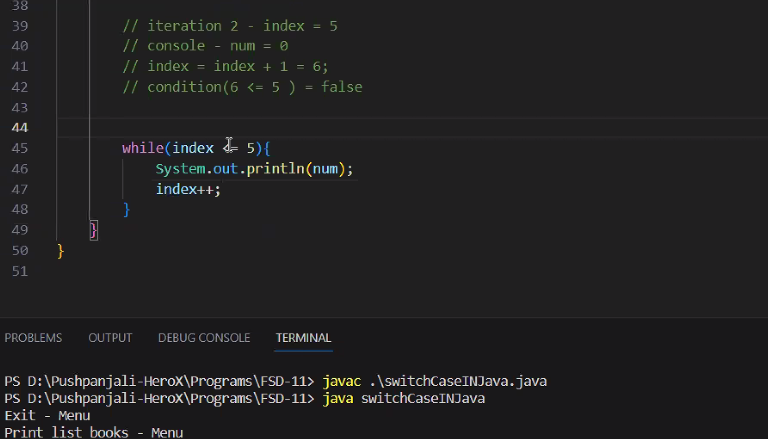 38
39 // iteration 2 - index = 5
40 // console - num = 0
41 // index = index + 1 = 6;
42 // condition(6 <= 5 ) = false
43
44
45 while(index <= 5){
46 System.out.println(num);
47 index++;
48 }
49 }
50 }
51
PROBLEMS OUTPUT DEBUG CONSOLE TERMINAL
PS D:\Pushpanjali-HeroX\Programs\FSD-11> javac .\switchCaseINJava.java
PS D:\Pushpanjali-HeroX\Programs\FSD-11> java switchCaseINJava
Exit - Menu
Print list books - Menu